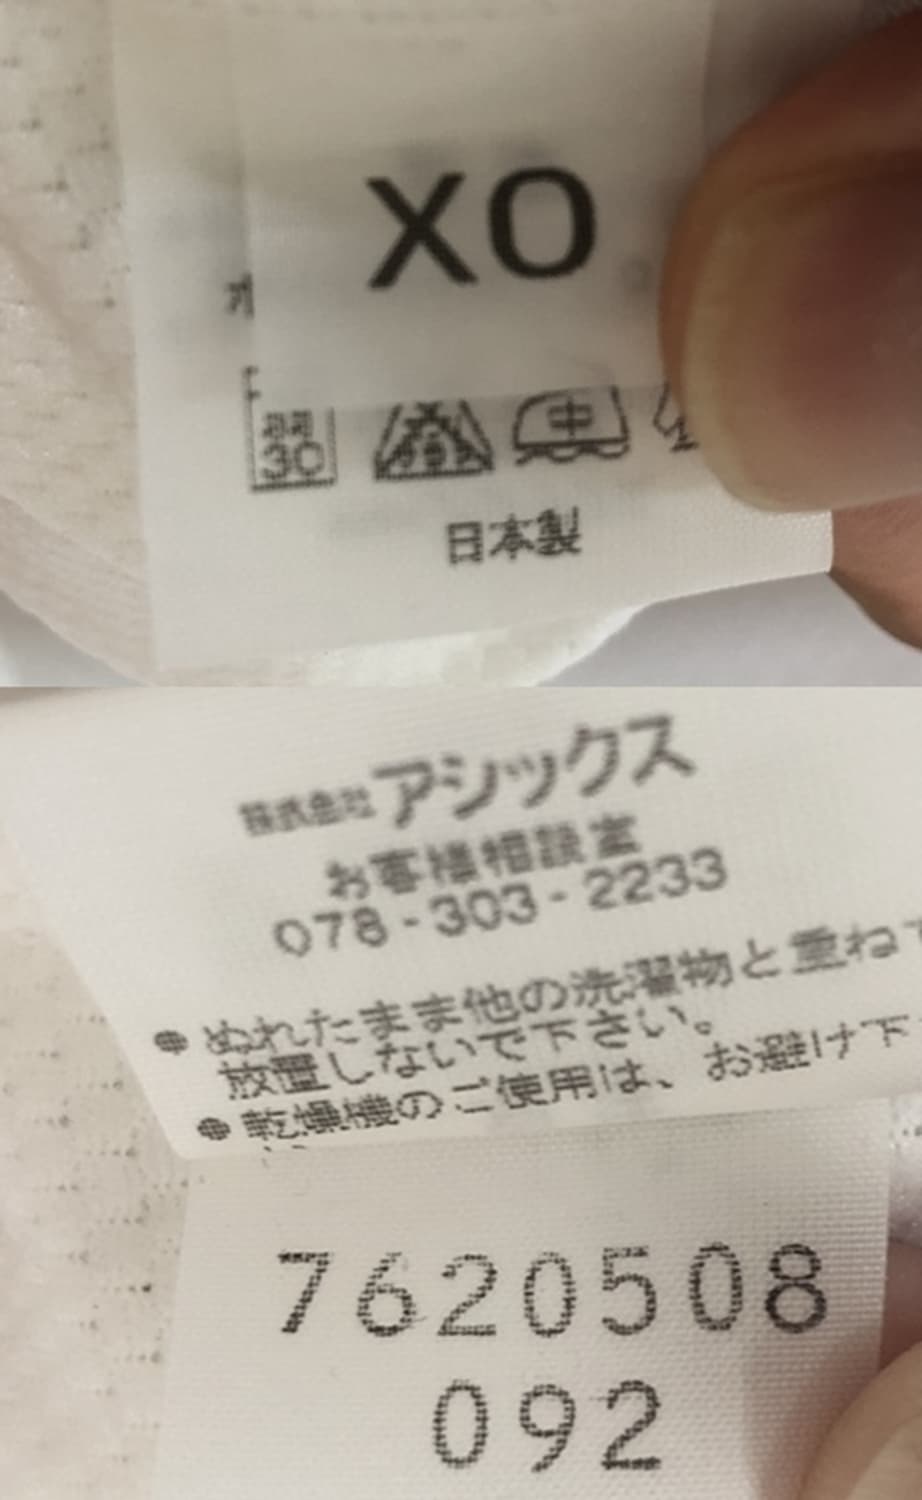 XO
30
中
日本製
株式会社アシックス
お客様相談室
078-303-2233
●ぬれたまま他の洗濯物と重ねて
放置しないで下さい。
●乾燥機のご使用は、お避け下
7620508
092